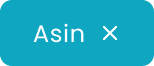 Asin ×